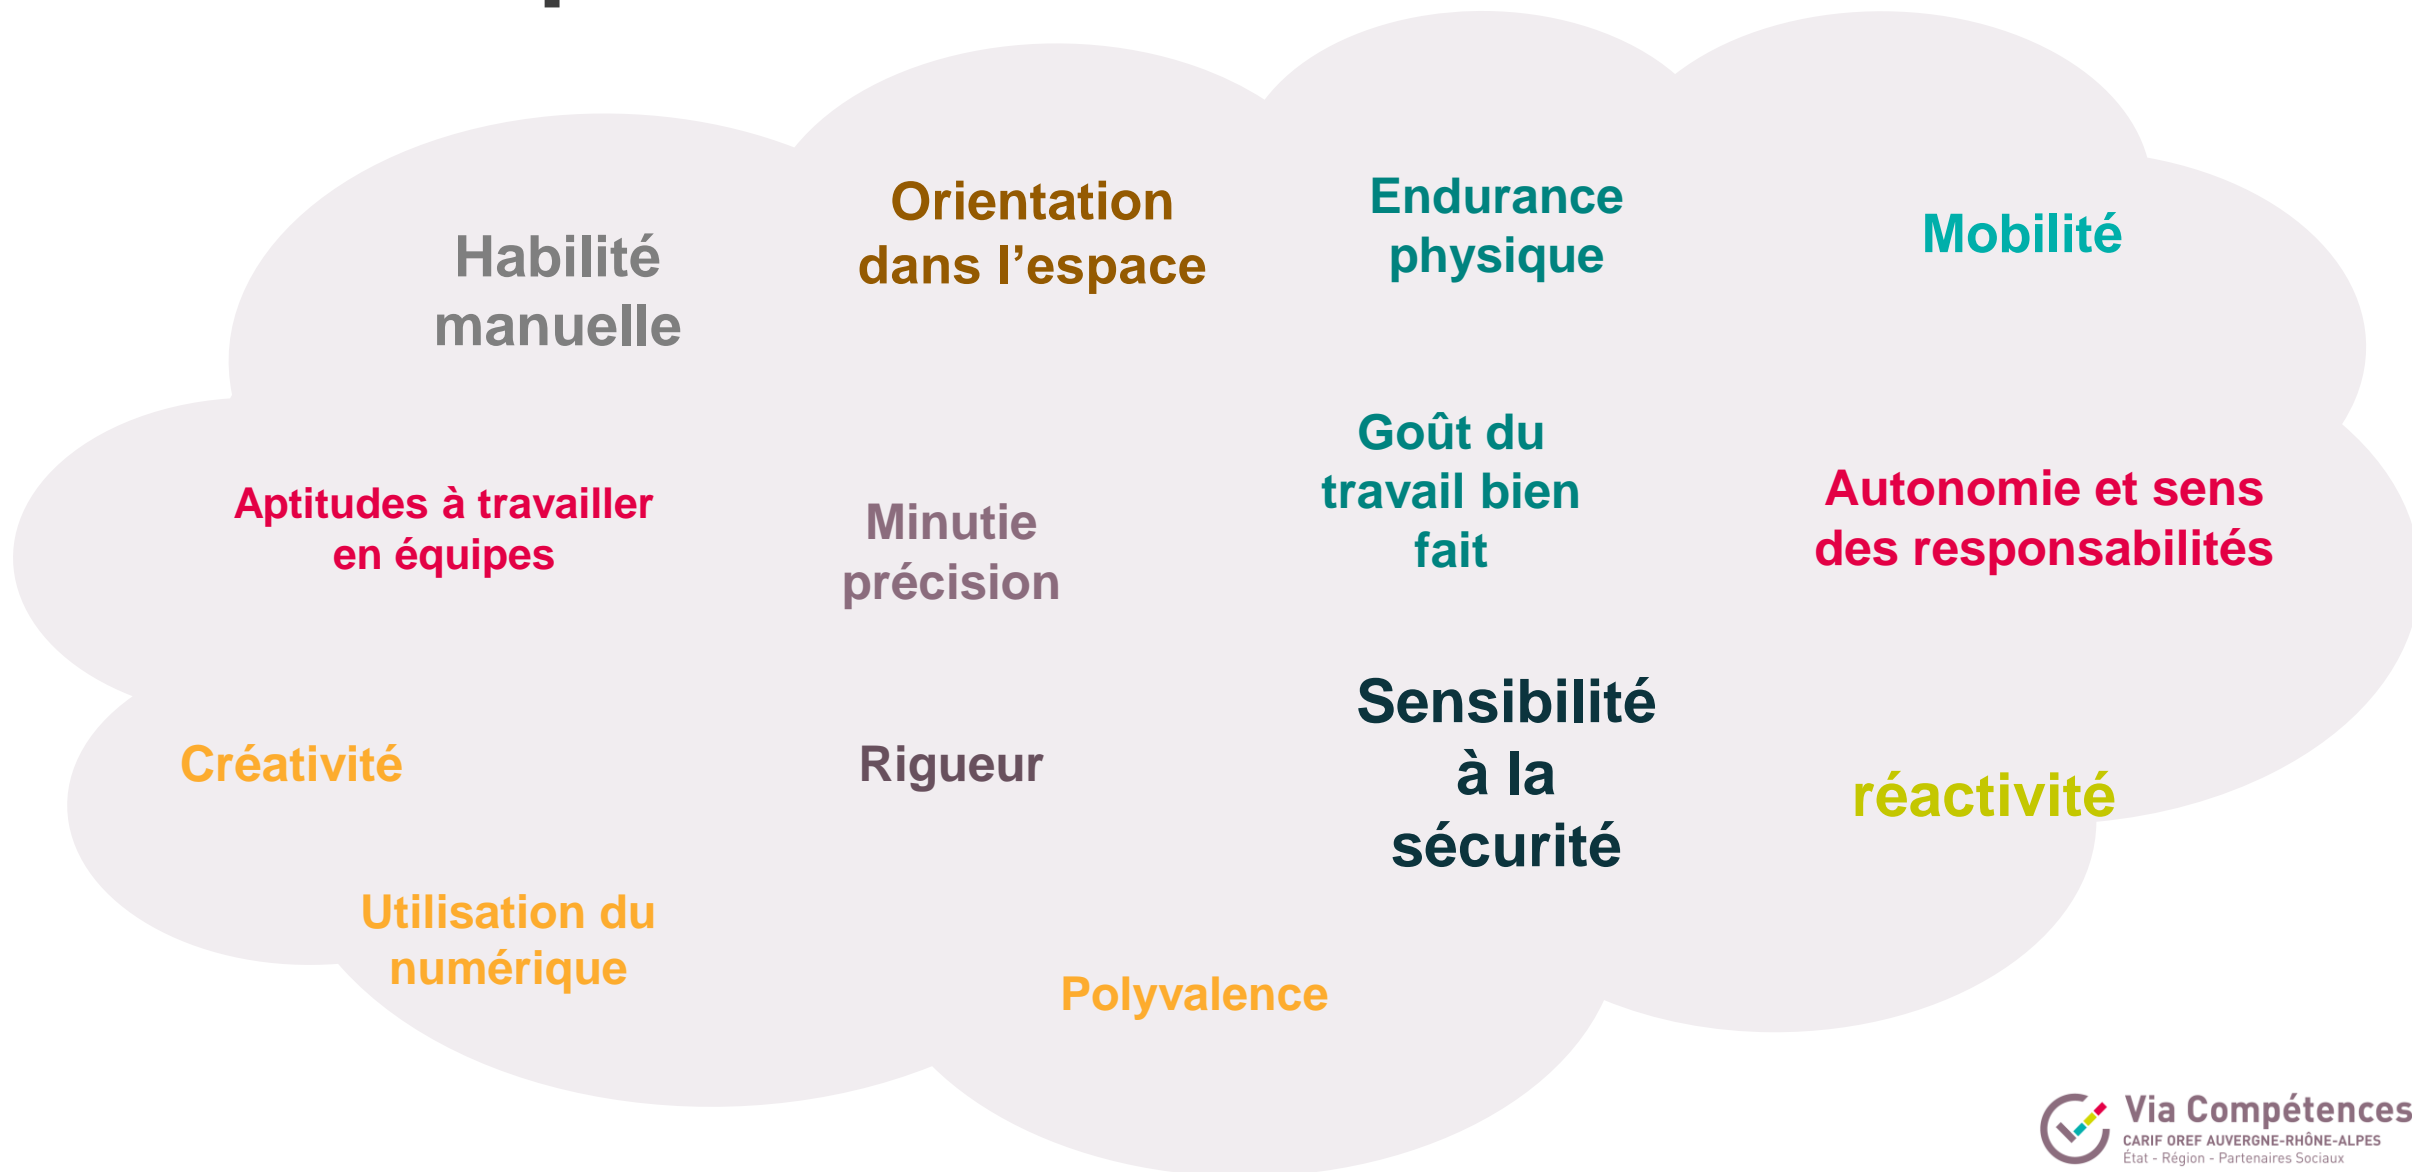 Habilité
manuelle
Orientation
dans l’espace
Endurance
physique
Mobilité
Aptitudes à travailler
en équipes
Minutie
précision
Goût du
travail bien
fait
Autonomie et sens
des responsabilités
Créativité
Rigueur
Sensibilité
à la
sécurité
réactivité
Utilisation du
numérique
Polyvalence
Via Compétences
CARIF OREF AUVERGNE-RHÔNE-ALPES
État - Région - Partenaires Sociaux